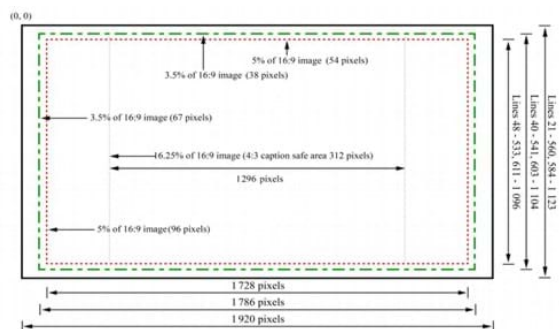 (0, 0)
5% of 16:9 image (54 pixels)
3.5% of 16:9 image (38 pixels)
3.5% of 16:9 image (67 pixels)
16.25% of 16:9 image (4:3 caption safe area 312 pixels)
1296 pixels
5% of 16:9 image (96 pixels)
1 728 pixels
1 786 pixels
1 920 pixels
Lines 48 - 533, 611 - 1 096
Lines 40 - 541, 603 - 1 104
Lines 21 - 560, 584 - 1 123